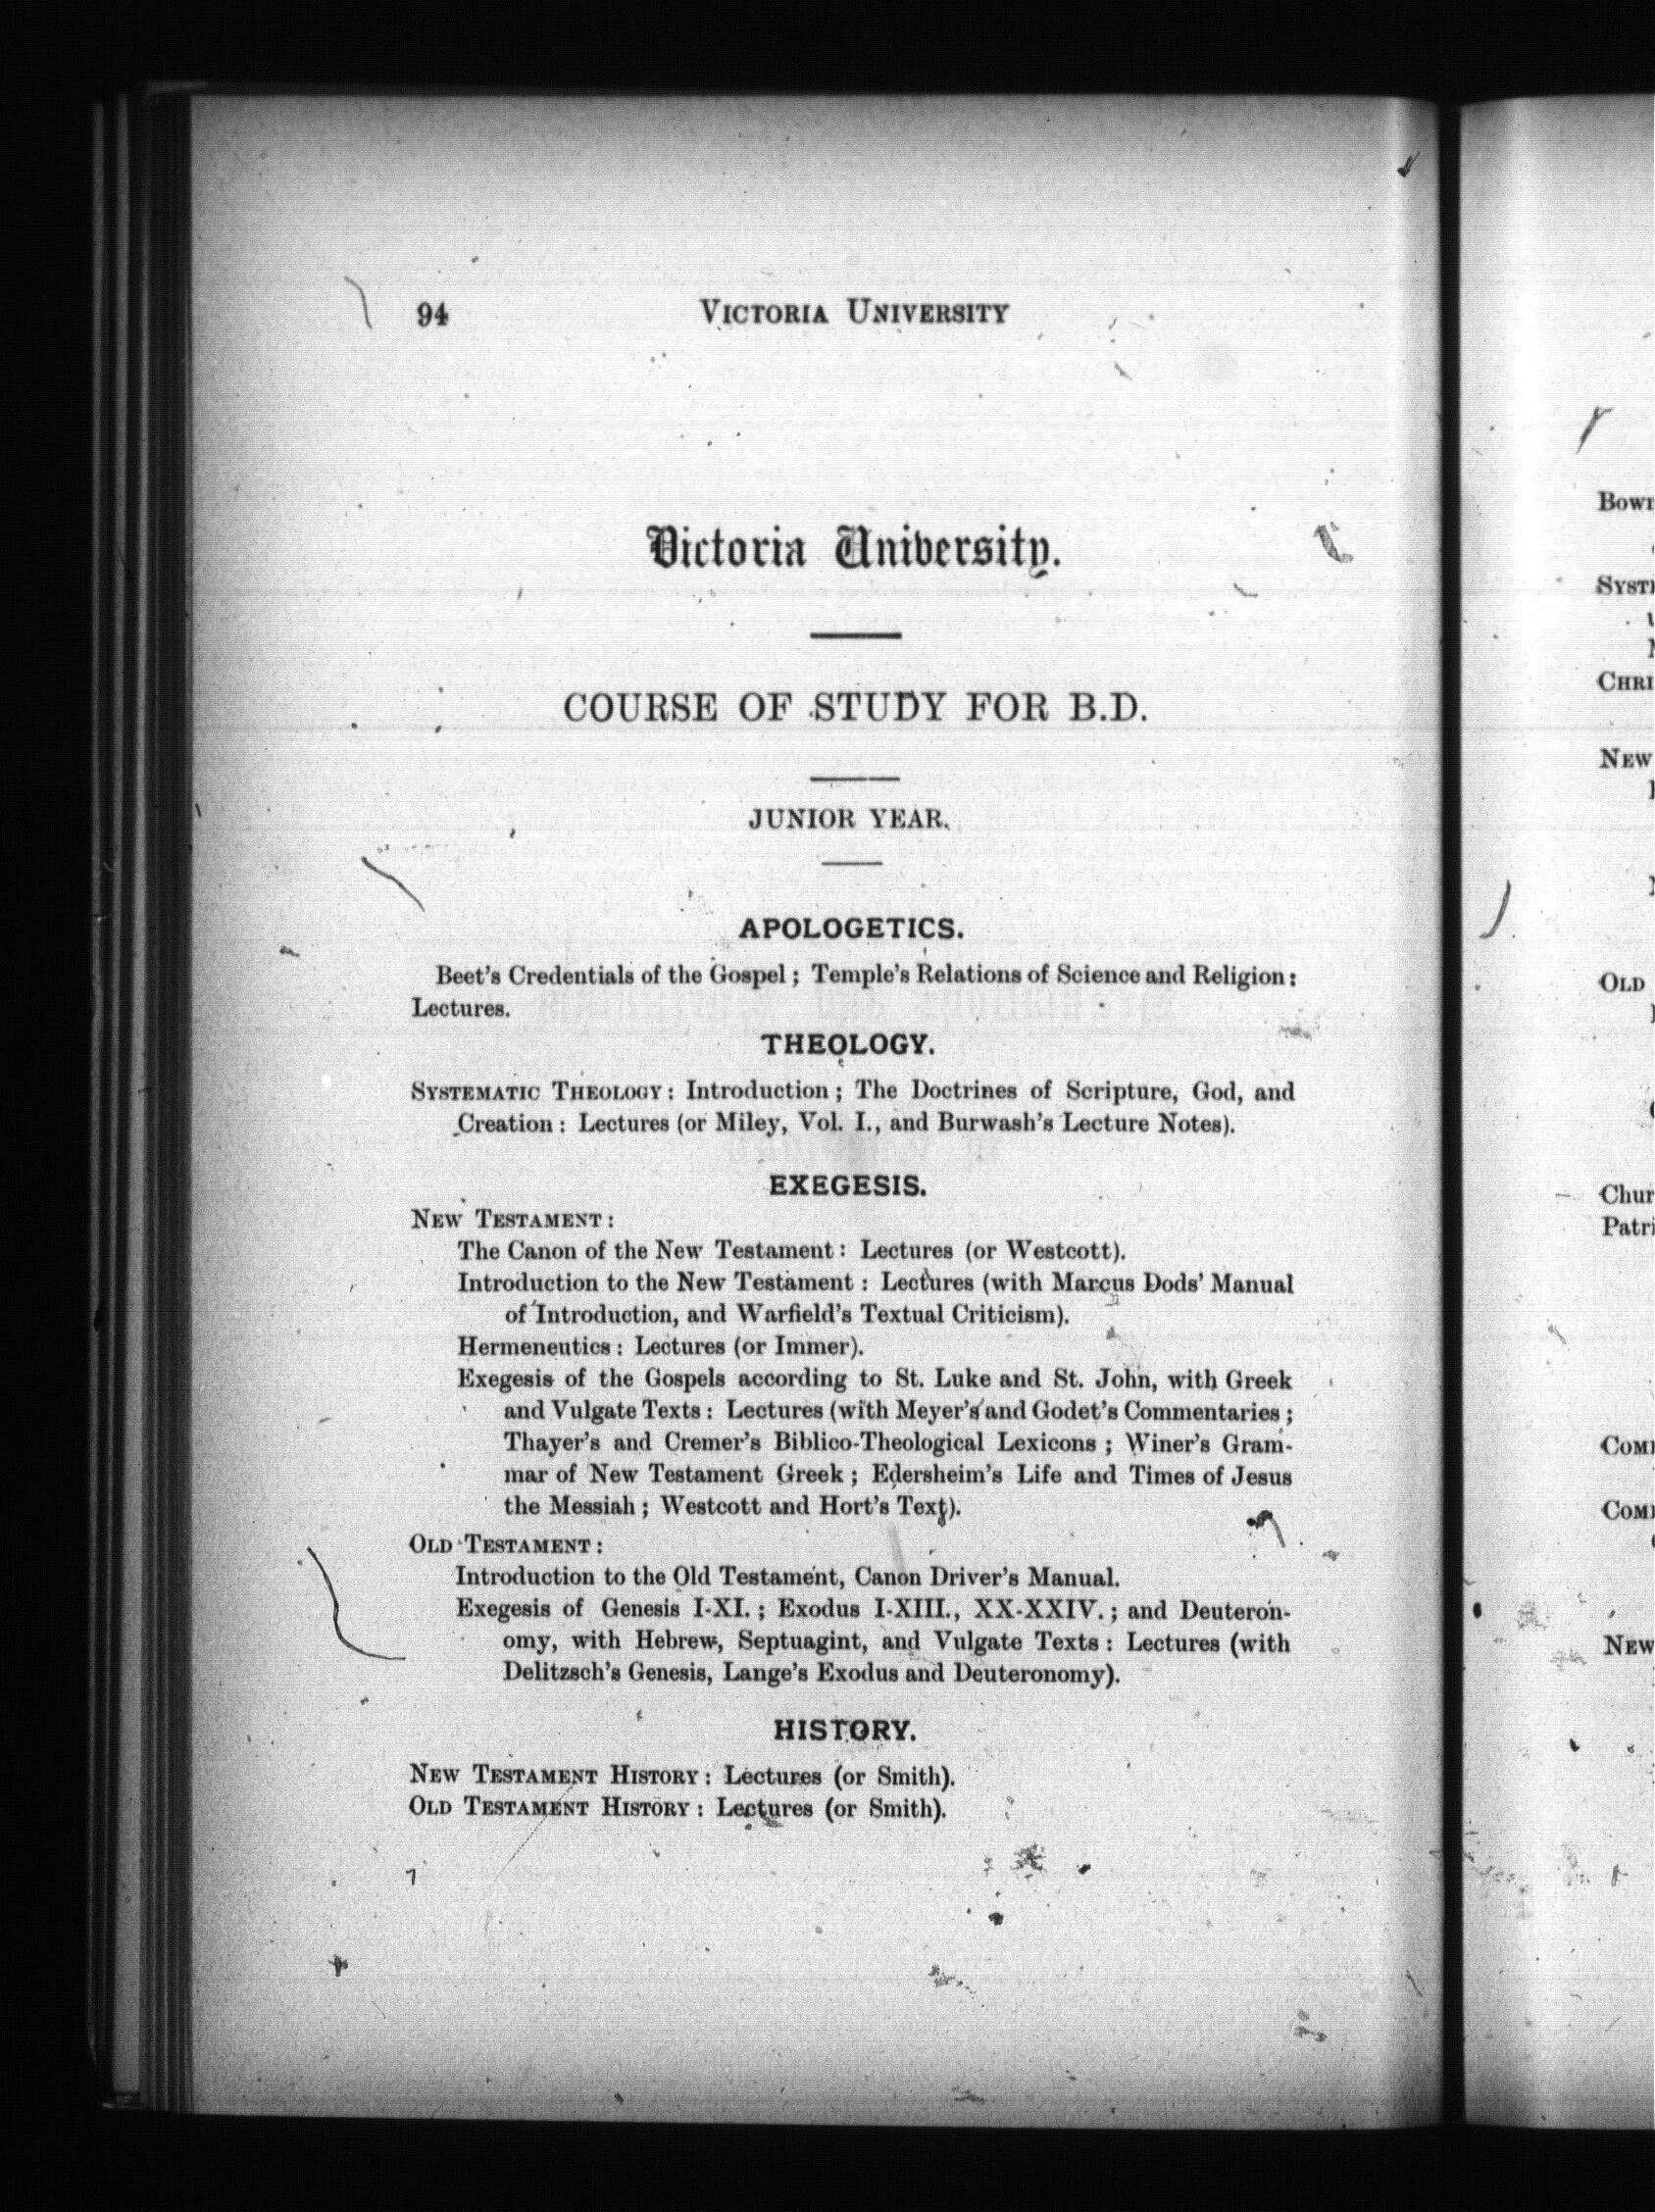 94 VICTORIA UNIVERSITY
Victoria University.
COURSE OF STUDY FOR B.D.
JUNIOR YEAR.
APOLOGETICS.
Beet's Credentials of the Gospel; Temple's Relations of Science and Religion:
Lectures.
THEOLOGY.
SYSTEMATIC THEOLOGY: Introduction; The Doctrines of Scripture, God, and
Creation: Lectures (or Miley, Vol. I., and Burwash's Lecture Notes).
EXEGESIS.
NEW TESTAMENT:
The Canon of the New Testament: Lectures (or Westcott).
Introduction to the New Testament: Lectures (with Marcus Dods' Manual
of Introduction, and Warfield's Textual Criticism).
Hermeneutics: Lectures (or Immer).
Exegesis of the Gospels according to St. Luke and St. John, with Greek
and Vulgate Texts: Lectures (with Meyer's and Godet's Commentaries;
Thayer's and Cremer's Biblico-Theological Lexicons; Winer's Gram-
mar of New Testament Greek; Edersheim's Life and Times of Jesus
the Messiah; Westcott and Hort's Text).
OLD TESTAMENT:
Introduction to the Old Testament, Canon Driver's Manual.
Exegesis of Genesis I-XI.; Exodus I-XIII., XX-XXIV.; and Deuteron-
omy, with Hebrew, Septuagint, and Vulgate Texts: Lectures (with
Delitzsch's Genesis, Lange's Exodus and Deuteronomy).
HISTORY.
NEW TESTAMENT HISTORY: Lectures (or Smith).
OLD TESTAMENT HISTORY: Lectures (or Smith).
NEW
OLD
NEW